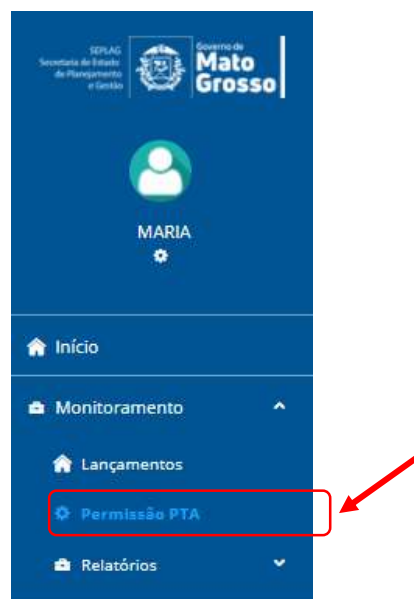 SEPLAG
Secretaria de Estado
de Planejamento
e Gestão
Governo de
Mato
Grosso
MARIA
Início
Monitoramento
Lançamentos
Permissão PTA
Relatórios